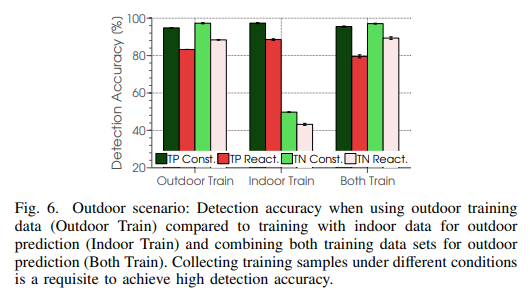 100
80
60
40
20
Detection Accuracy (%)
TP Const. TP React. TN Const. TN React.
Outdoor Train Indoor Train Both Train
Fig. 6. Outdoor scenario: Detection accuracy when using outdoor training
data (Outdoor Train) compared to training with indoor data for outdoor
prediction (Indoor Train) and combining both training data sets for outdoor
prediction (Both Train). Collecting training samples under different conditions
is a requisite to achieve high detection accuracy.